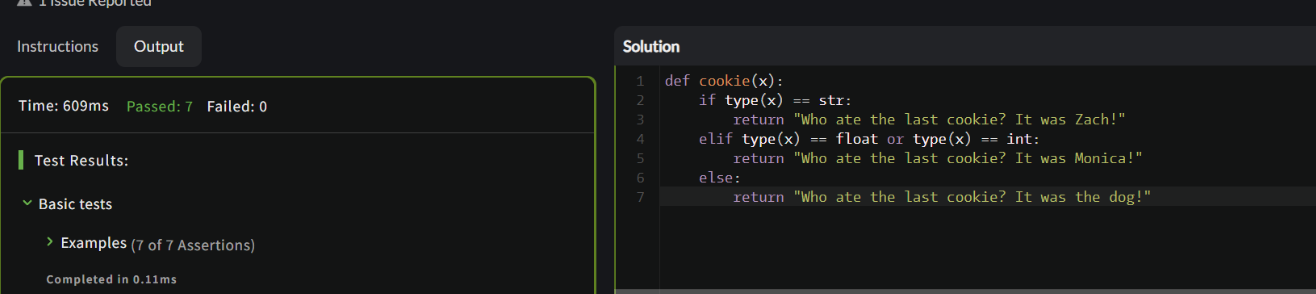 1 Issue Reported
Instructions
Output
Time: 609ms Passed: 7 Failed: 0
Test Results:
Basic tests
Examples (7 of 7 Assertions)
Completed in 0.11ms
Solution
1 def cookie(x):
2     if type(x) == str:
3         return "Who ate the last cookie? It was Zach!"
4     elif type(x) == float or type(x) == int:
5         return "Who ate the last cookie? It was Monica!"
6     else:
7         return "Who ate the last cookie? It was the dog!"